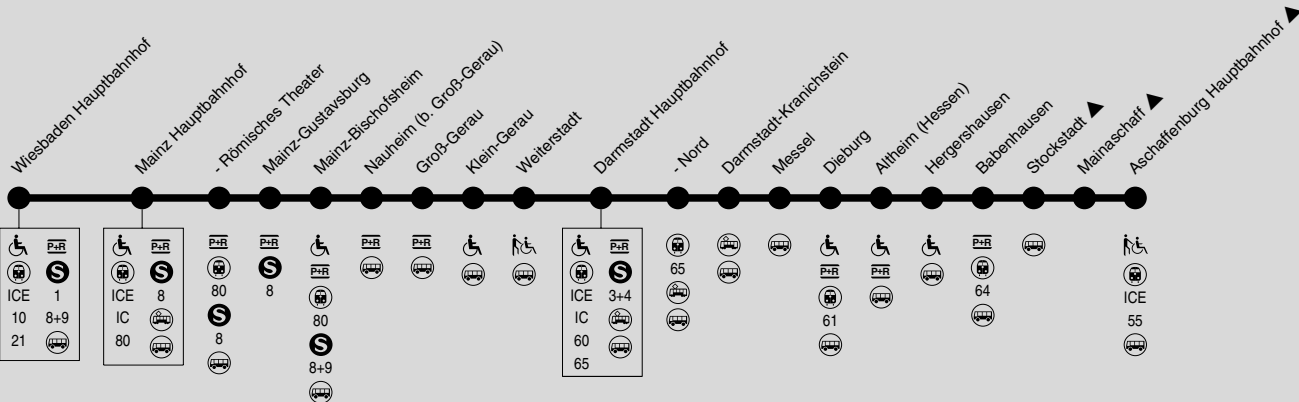 Wiesbaden Hauptbahnhof
Mainz Hauptbahnhof
- Römisches Theater
Mainz-Gustavsburg
Mainz-Bischofsheim
Nauheim (b. Groß-Gerau)
Groß-Gerau
Klein-Gerau
Weiterstadt
Darmstadt Hauptbahnhof
- Nord
Darmstadt-Kranichstein
Messel
Dieburg
Altheim (Hessen)
Hergershausen
Babenhausen
Stockstadt
Mainaschaff
Aschaffenburg Hauptbahnhof
P+R
S
ICE 1
10 8+9
21
P+R
S
ICE 8
IC
80
P+R
80
S
8
P+R
S
8
P+R
80
S
8+9
P+R
P+R
P+R
S
ICE 3+4
IC
60
65
65
P+R
61
P+R
P+R
64
ICE
55